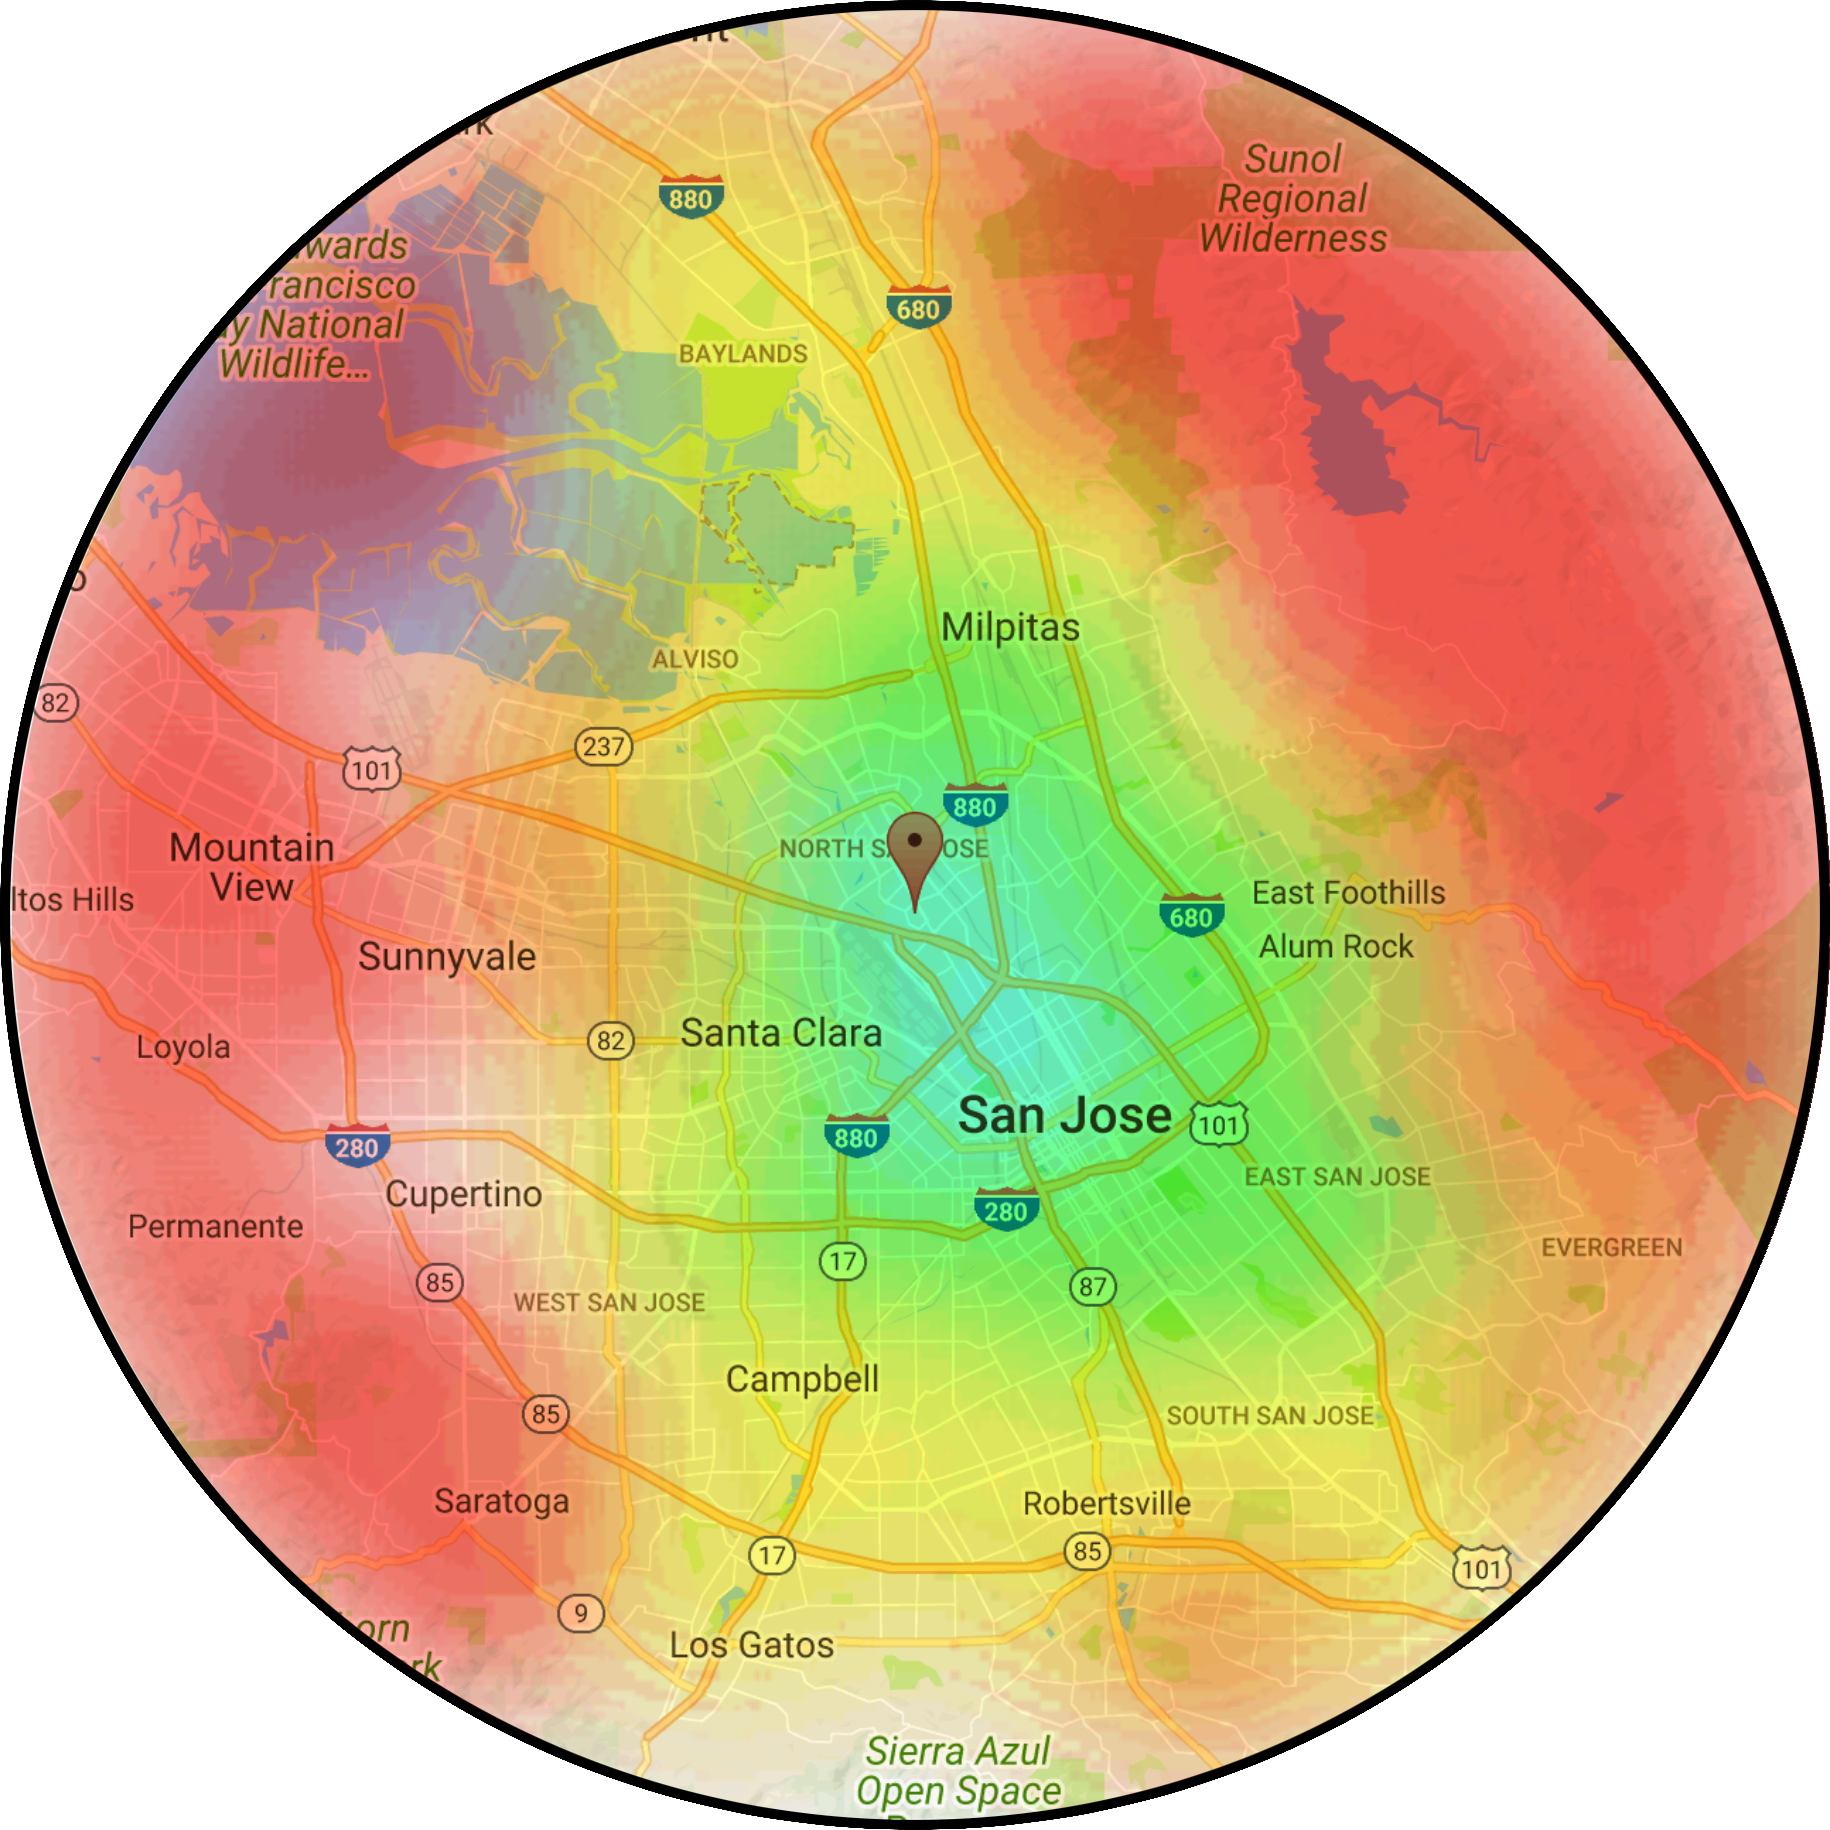 880
Sunol
Regional
Wilderness
wards
rancisco
y National
Wildlife...
680
BAYLANDS
Milpitas
ALVISO
82
237
101
880
NORTH S
OSE
Mountain
View
ltos Hills
East Foothills
680
Alum Rock
Sunnyvale
Santa Clara
82
Loyola
San Jose
101
880
280
Cupertino
EAST SAN JOSE
280
Permanente
EVERGREEN
17
85
87
WEST SAN JOSE
Campbell
85
SOUTH SAN JOSE
Saratoga
Robertsville
17
85
101
9
orn
rk
Los Gatos
Sierra Azul
Open Space